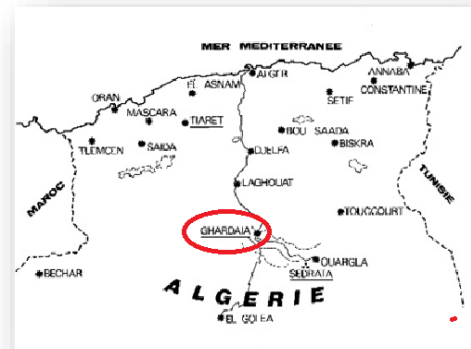 MER MEDITERRANEE
ALGER
ANNABA
EL ASNAM
CONSTANTINE
SETIF
ORAN
MASCARA
TIARET
BOU SAADA
TLEMCEN
SAIDA
DJELFA
BISKRA
LAGHOUAT
MAROC
TUNISIE
TOUGGOURT
GHARDAIA
OUARGLA
SEDRATA
BECHAR
ALGERIE
EL GOLEA